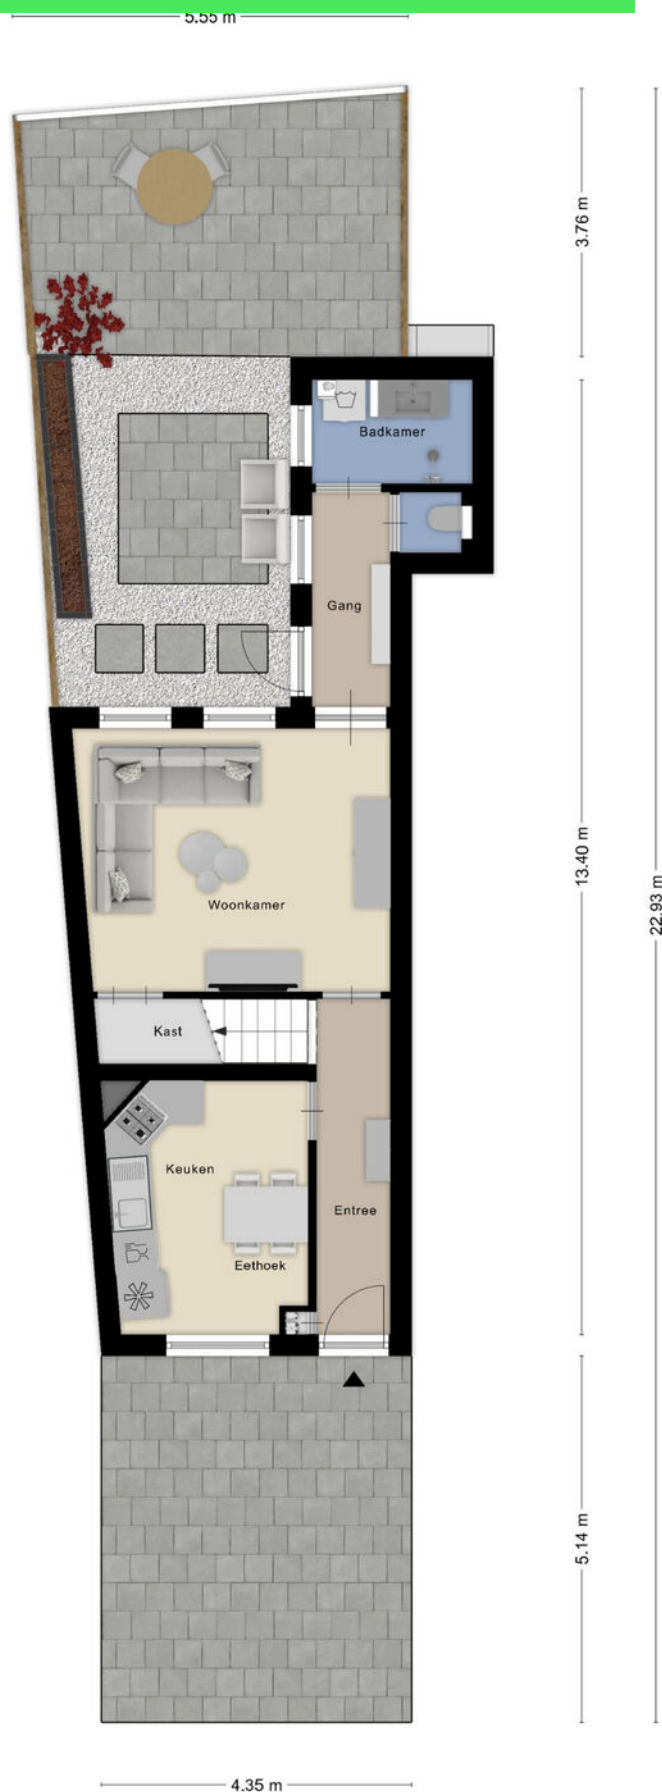 5.55 m
3.76 m
Badkamer
Gang
13.40 m
22.93 m
Woonkamer
Kast
Keuken
Entree
Eethoek
5.14 m
4.35 m